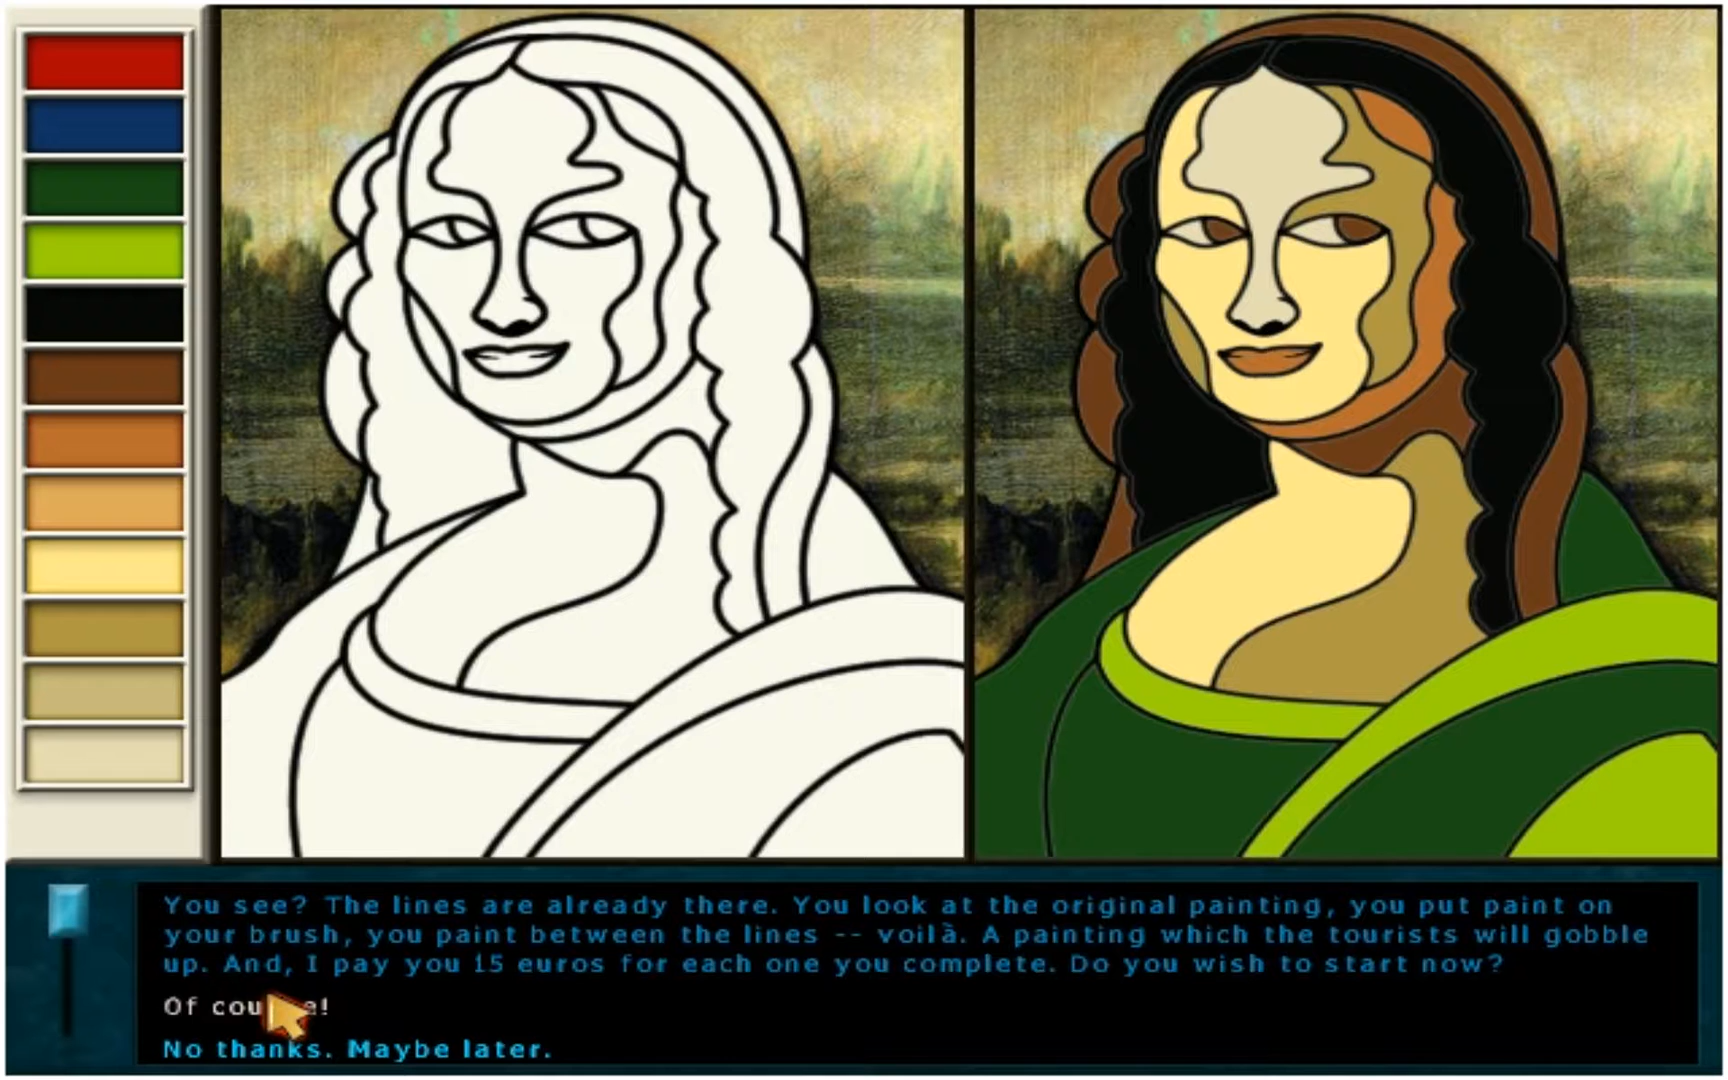 You see? The lines are already there. You look at the original painting, you put paint on
your brush, you paint between the lines -- voilà. A painting which the tourists will gobble
up. And, I pay you 15 euros for each one you complete. Do you wish to start now?
Of
No thanks. Maybe later.